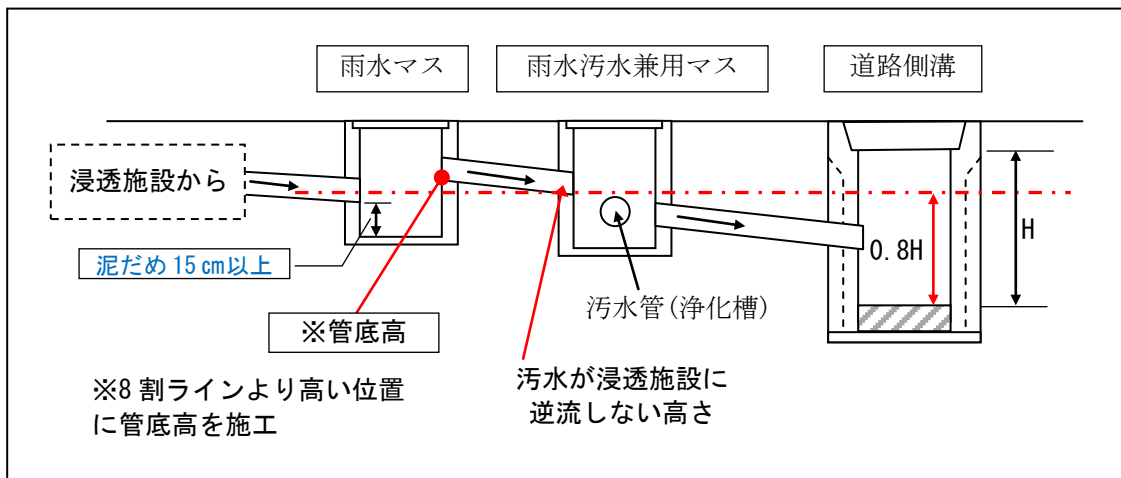 雨水マス
雨水汚水兼用マス
道路側溝
浸透施設から
泥だめ15㎝以上
※管底高
汚水管(浄化槽)
0.8H
H
※8割ラインより高い位置
に管底高を施工
汚水が浸透施設に
逆流しない高さ